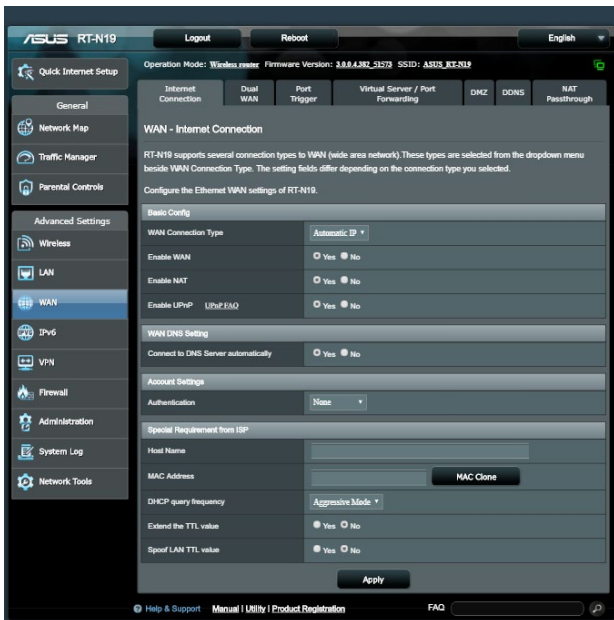 ASUS RT-N19 Logout Reboot English
Operation Mode: Wireless router Firmware Version: 3.0.0.4.382_51573 SSID: ASUS_RT-N19
Quick Internet Setup
General
Network Map
Traffic Manager
Parental Controls
Advanced Settings
Wireless
LAN
WAN
IPv6
VPN
Firewall
Administration
System Log
Network Tools
Internet Connection
Dual WAN
Port Trigger
Virtual Server / Port Forwarding
DMZ
DDNS
NAT Passthrough
WAN - Internet Connection
RT-N19 supports several connection types to WAN (wide area network).These types are selected from the dropdown menu
beside WAN Connection Type. The setting fields differ depending on the connection type you selected.
Configure the Ethernet WAN settings of RT-N19.
Basic Config
WAN Connection Type Automatic IP
Enable WAN Yes No
Enable NAT Yes No
Enable UPnP UPnP FAQ Yes No
WAN DNS Setting
Connect to DNS Server automatically Yes No
Account Settings
Authentication None
Special Requirement from ISP
Host Name
MAC Address MAC Clone
DHCP query frequency Aggressive Mode
Extend the TTL value Yes No
Spoof LAN TTL value Yes No
Apply
Help & Support Manual | Utility | Product Registration FAQ